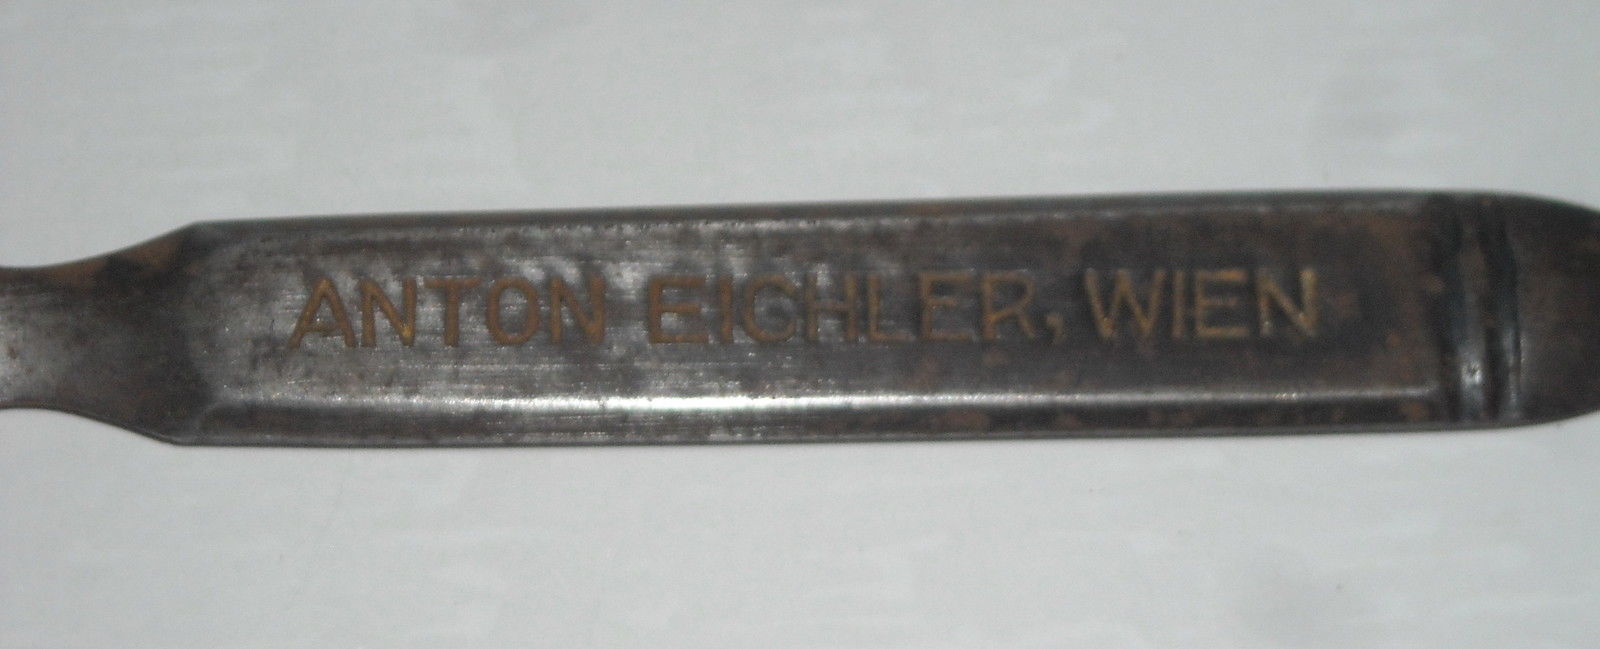 ANTON EICHLER, WIEN